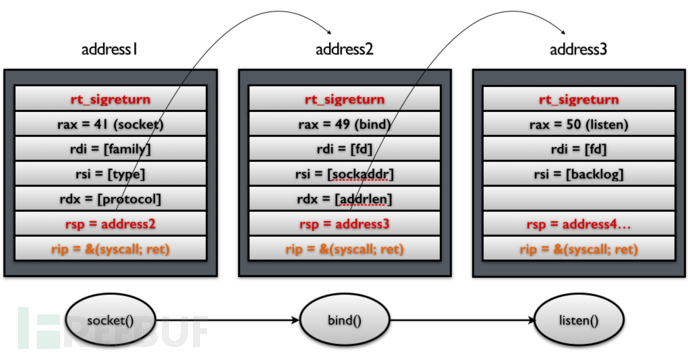 address1
rt_sigreturn
rax = 41 (socket)
rdi = [family]
rsi = [type]
rdx = [protocol]
rsp = address2
rip = &(syscall; ret)
address2
rt_sigreturn
rax = 49 (bind)
rdi = [fd]
rsi = [sockaddr]
rdx = [addrlen]
rsp = address3
rip = &(syscall; ret)
address3
rt_sigreturn
rax = 50 (listen)
rdi = [fd]
rsi = [backlog]
rsp = address4…
rip = &(syscall; ret)
socket()
bind()
listen()
FREEBUF